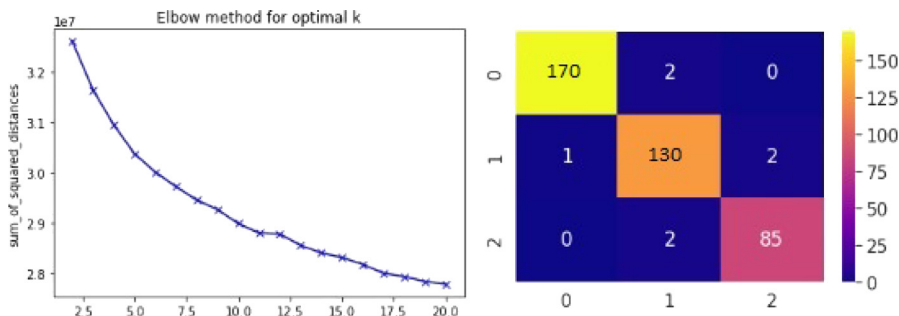 Elbow method for optimal k
1e7
3.2
3.1
3.0
2.9
2.8
sum_of_squared_distances
2.5 5.0 7.5 10.0 12.5 15.0 17.5 20.0
0 170 2 0
1 1 130 2
2 0 2 85
0 1 2
150
125
100
75
50
25
0